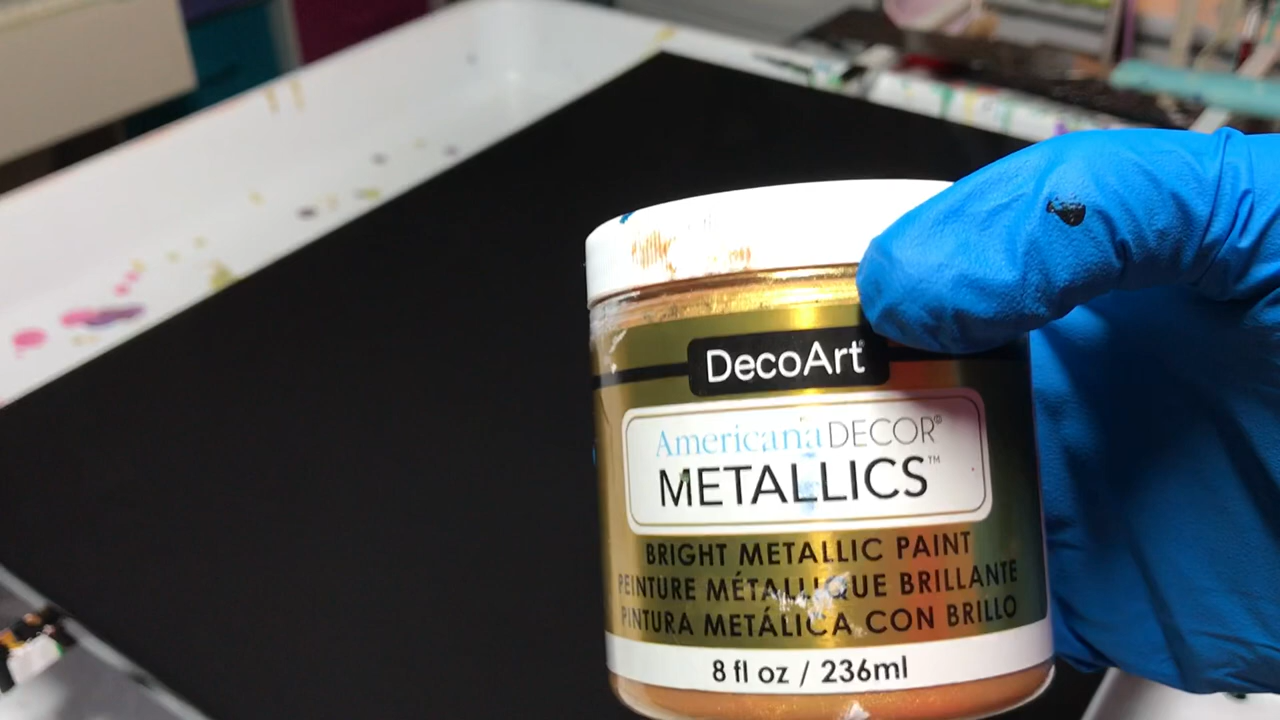 DecoArt®
AmericanaDECOR®
METALLICS™
BRIGHT METALLIC PAINT
PEINTURE MÉTALLIQUE BRILLANTE
PINTURA METÁLICA CON BRILLO
8 fl oz / 236ml